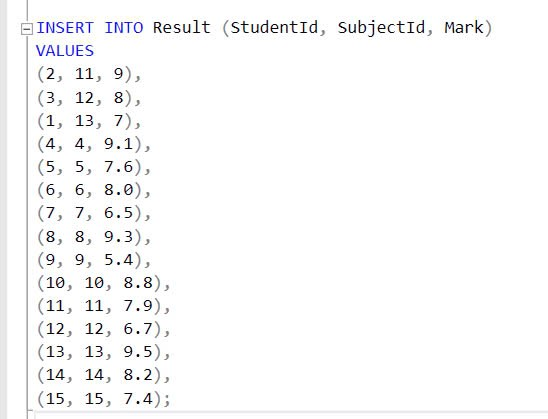 INSERT INTO Result (StudentId, SubjectId, Mark)
VALUES
(2, 11, 9),
(3, 12, 8),
(1, 13, 7),
(4, 4, 9.1),
(5, 5, 7.6),
(6, 6, 8.0),
(7, 7, 6.5),
(8, 8, 9.3),
(9, 9, 5.4),
(10, 10, 8.8),
(11, 11, 7.9),
(12, 12, 6.7),
(13, 13, 9.5),
(14, 14, 8.2),
(15, 15, 7.4);